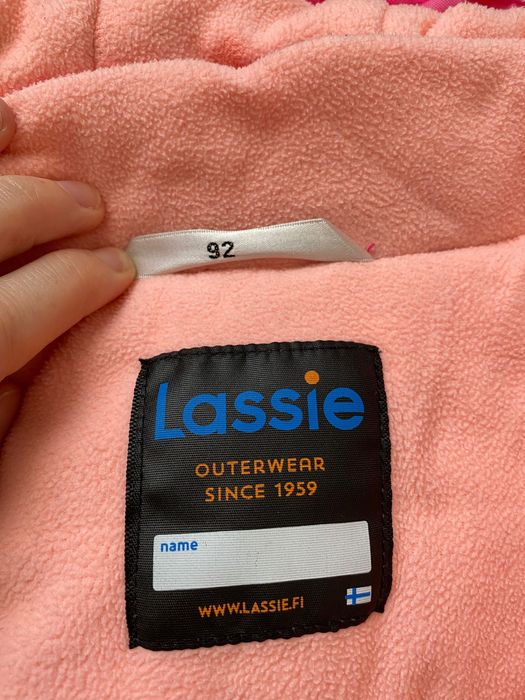 92
Lassie
OUTERWEAR
SINCE 1959
name
WWW.LASSIE.FI